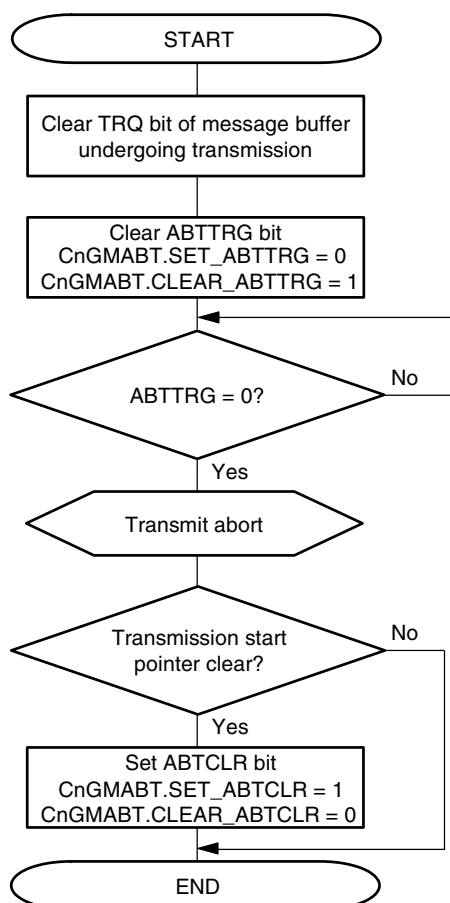 START
Clear TRQ bit of message buffer
undergoing transmission
Clear ABTTRG bit
CnGMABT.SET_ABTTRG = 0
CnGMABT.CLEAR_ABTTRG = 1
ABTTRG = 0?
No
Yes
Transmit abort
Transmission start
pointer clear?
No
Yes
Set ABTCLR bit
CnGMABT.SET_ABTCLR = 1
CnGMABT.CLEAR_ABTCLR = 0
END